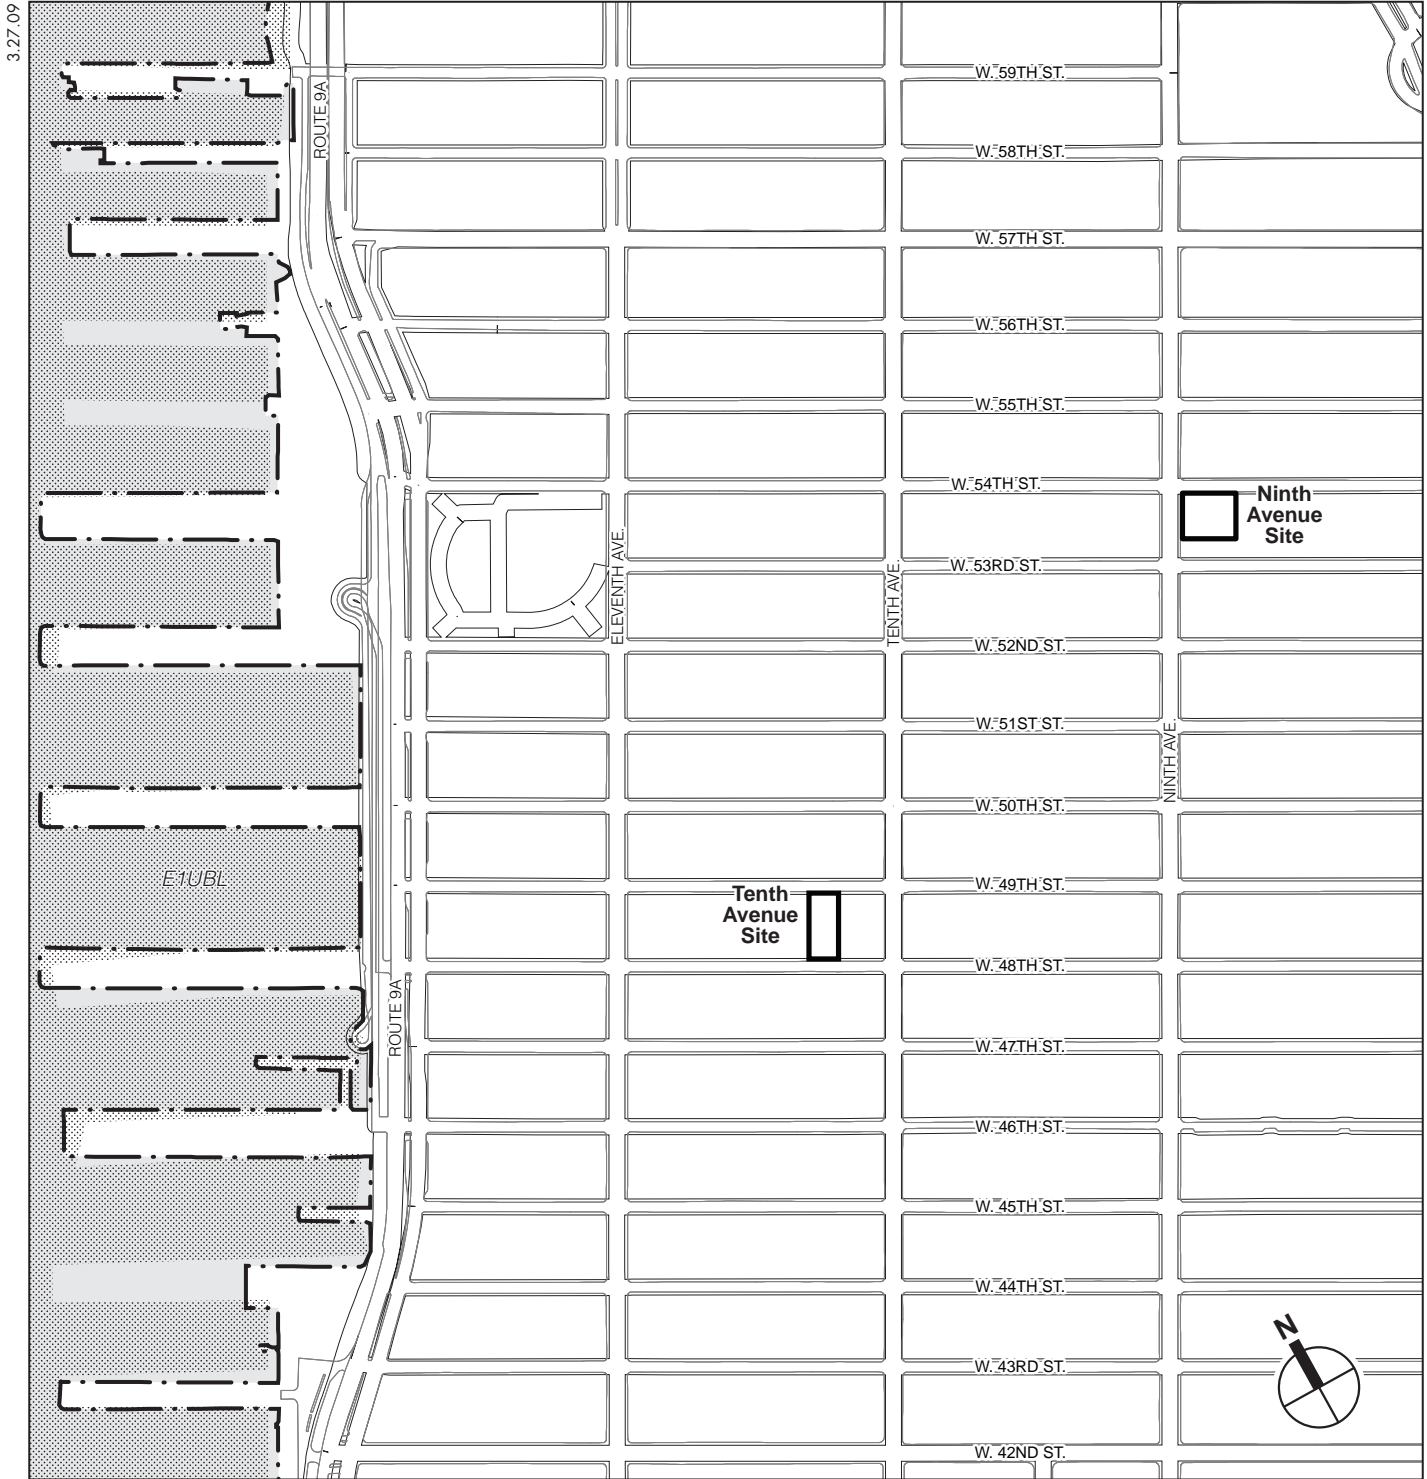 3.27.09
W. 59TH ST.
ROUTE 9A
W. 58TH ST.
W. 57TH ST.
W. 56TH ST.
W. 55TH ST.
W. 54TH ST.
Ninth
Avenue
Site
ELEVENTH AVE.
W. 53RD ST.
TENTH AVE.
W. 52ND ST.
W. 51ST ST.
NINTH AVE.
W. 50TH ST.
E1UBL
W. 49TH ST.
Tenth
Avenue
Site
W. 48TH ST.
ROUTE 9A
W. 47TH ST.
W. 46TH ST.
W. 45TH ST.
W. 44TH ST.
N
W. 43RD ST.
W. 42ND ST.